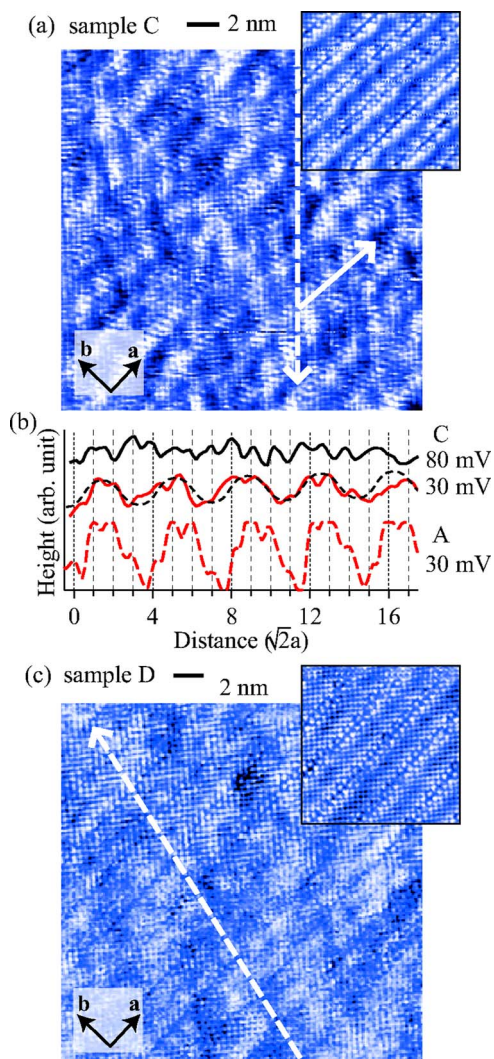 (a) sample C 2 nm
b a
(b)
Height (arb. unit)
C
80 mV
30 mV
A
30 mV
0 4 8 12 16
Distance (√2a)
(c) sample D 2 nm
b a